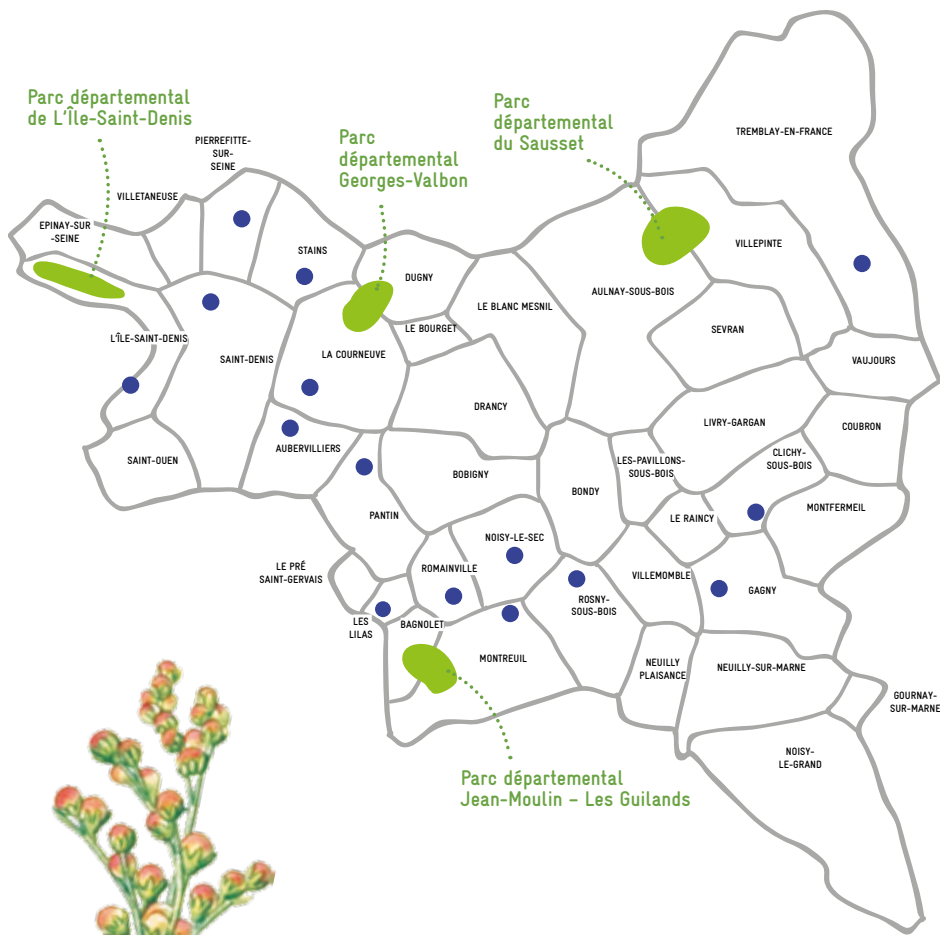 Parc départemental
de L'Île-Saint-Denis
Parc
départemental
du Sausset
Parc
départemental
Georges-Valbon
TREMBLAY-EN-FRANCE
PIERREFITTE-
SUR-
SEINE
VILLETANEUSE
EPINAY-SUR
-SEINE
STAINS
VILLEPINTE
DUGNY
AULNAY-SOUS-BOIS
LE BLANC MESNIL
LE BOURGET
SEVRAN
L'ÎLE-SAINT-DENIS
SAINT-DENIS
LA COURNEUVE
VAUJOURS
DRANCY
LIVRY-GARGAN
COUBRON
SAINT-OUEN
AUBERVILLIERS
BOBIGNY
LES-PAVILLONS-
SOUS-BOIS
CLICHY-
SOUS-BOIS
BONDY
PANTIN
LE RAINCY
MONTFERMEIL
NOISY-LE-SEC
LE PRÉ
SAINT-GERVAIS
ROMAINVILLE
VILLEMOMBLE
GAGNY
ROSNY-
SOUS-BOIS
LES
LILAS
BAGNOLET
MONTREUIL
NEUILLY
PLAISANCE
NEUILLY-SUR-MARNE
GOURNAY-
SUR-MARNE
NOISY-
LE-GRAND
Parc départemental
Jean-Moulin – Les Guilands